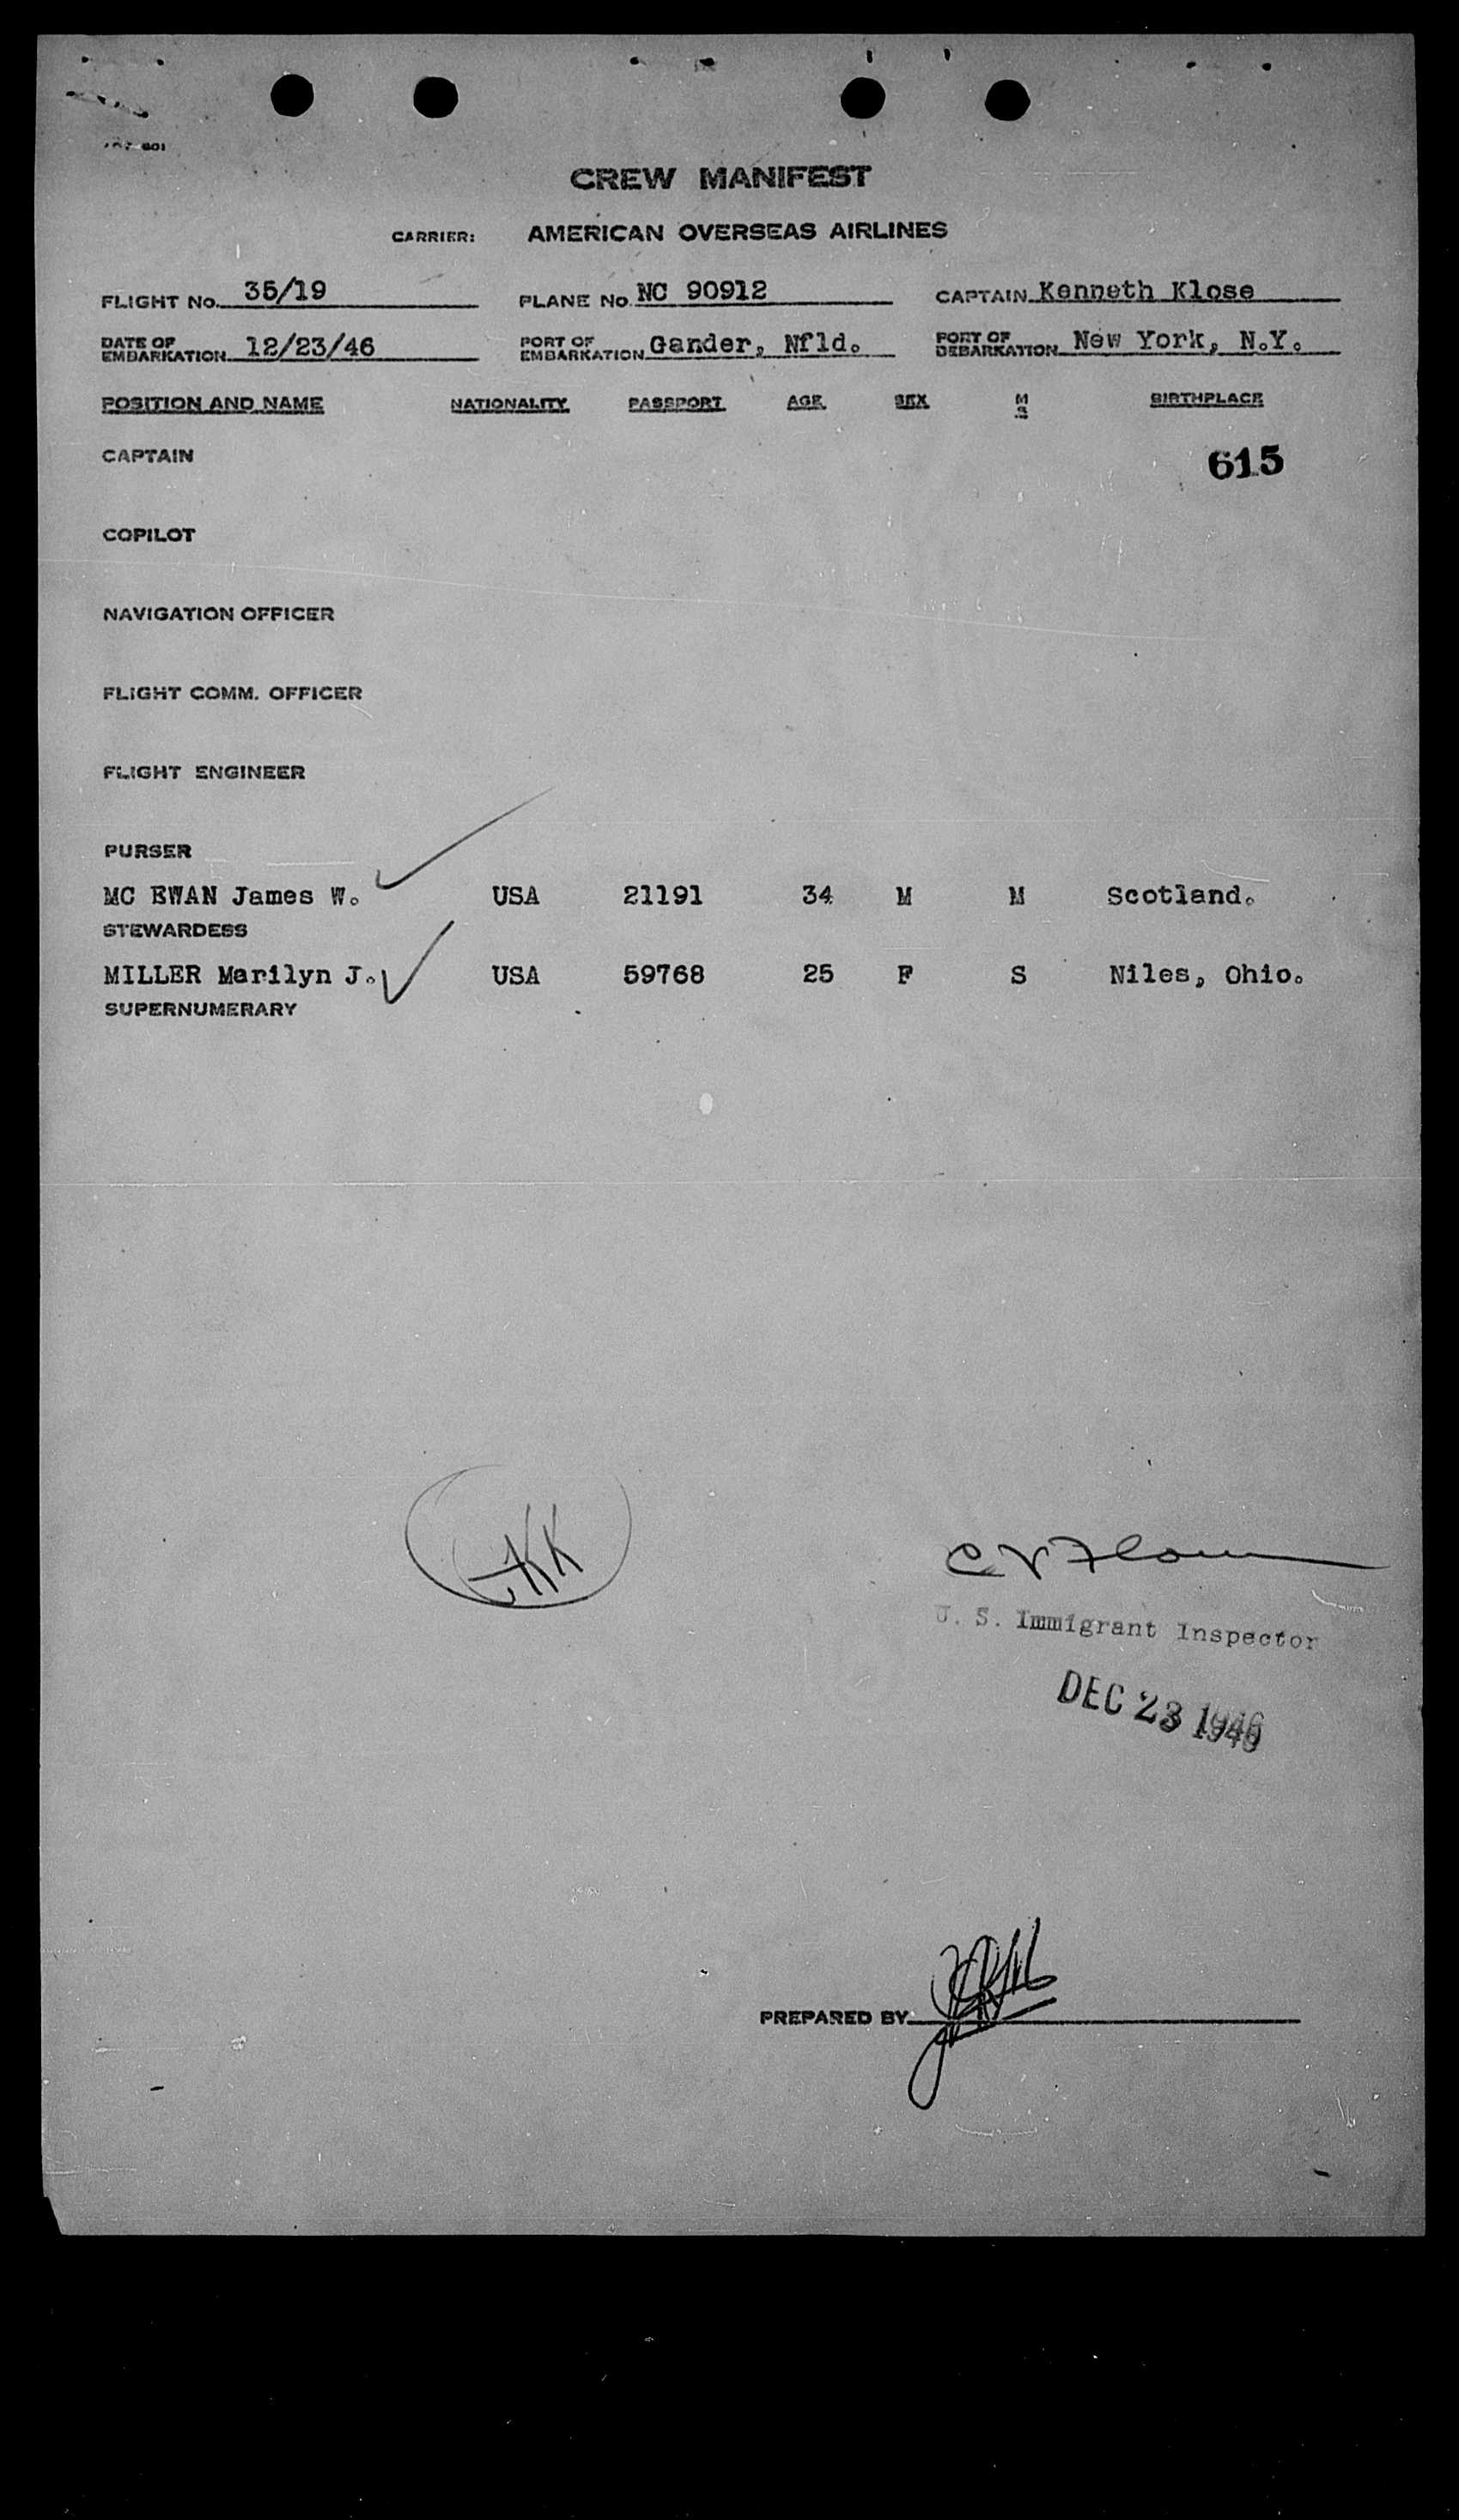 CREW MANIFEST
CARRIER: AMERICAN OVERSEAS AIRLINES
FLIGHT No. 35/19 PLANE No. NC 90912 CAPTAIN Kenneth Klose
DATE OF EMBARKATION 12/23/46 PORT OF EMBARKATION Gander, Nfld. PORT OF DEBARKATION New York, N.Y.
POSITION AND NAME NATIONALITY PASSPORT AGE SEX M S BIRTHPLACE
CAPTAIN 615
COPILOT
NAVIGATION OFFICER
FLIGHT COMM. OFFICER
FLIGHT ENGINEER
PURSER
MC EWAN James W. USA 21191 34 M M Scotland.
STEWARDESS
MILLER Marilyn J. USA 59768 25 F S Niles, Ohio.
SUPERNUMERARY
KK
U. S. Immigrant Inspector
DEC 23 1946
PREPARED BY